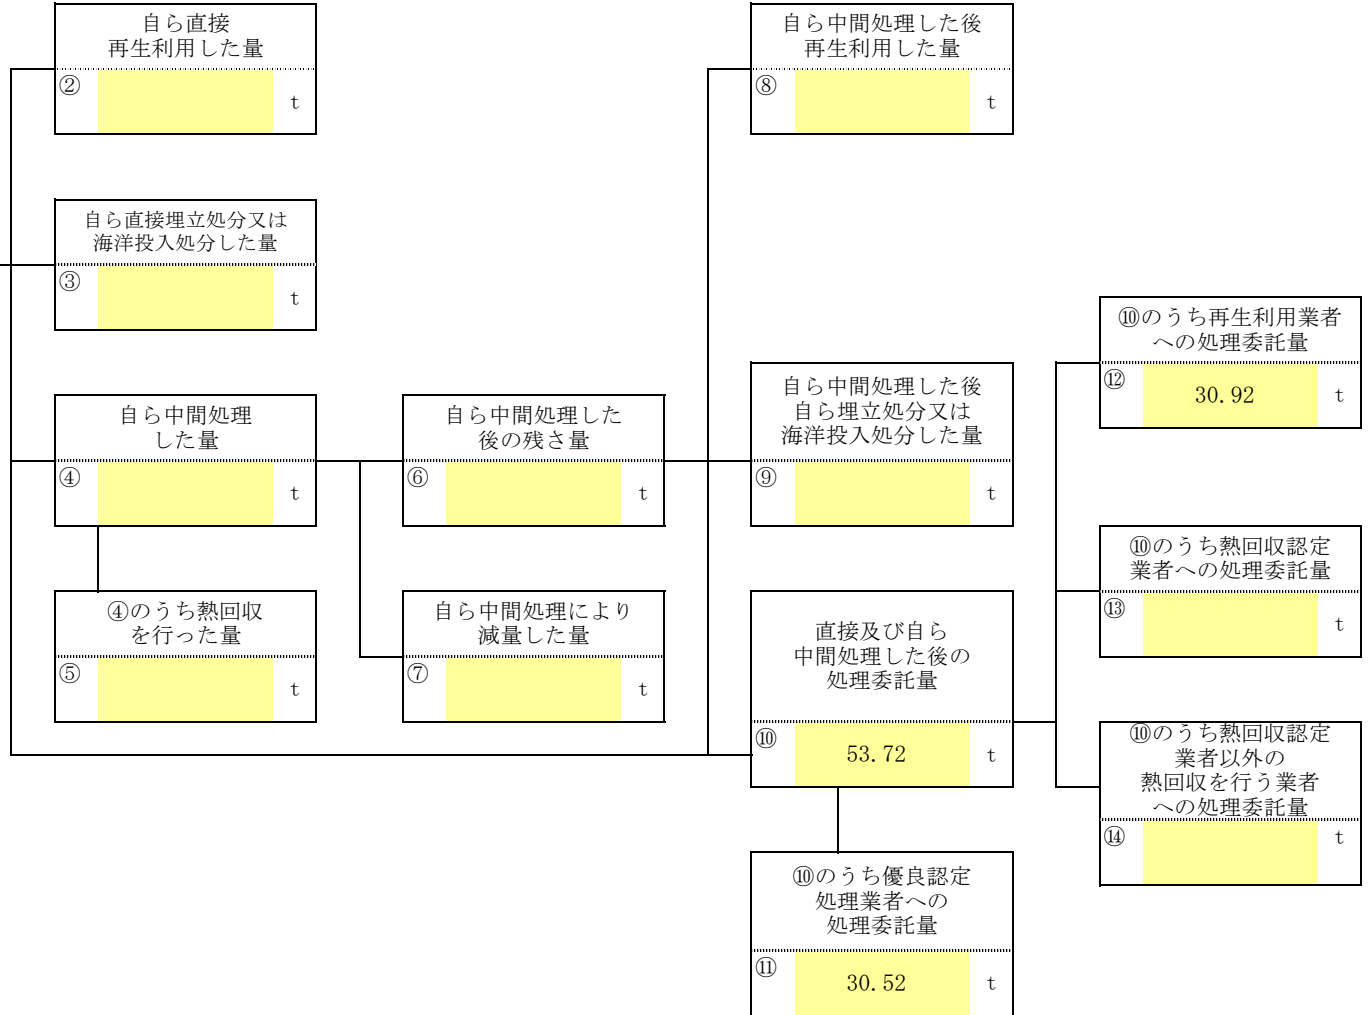 自ら直接
再生利用した量
②
t
自ら直接埋立処分又は
海洋投入処分した量
③
t
自ら中間処理
した量
④
t
④のうち熱回収
を行った量
⑤
t
自ら中間処理した
後の残さ量
⑥
t
自ら中間処理により
減量した量
⑦
t
自ら中間処理した後
再生利用した量
⑧
t
自ら中間処理した後
自ら埋立処分又は
海洋投入処分した量
⑨
t
直接及び自ら
中間処理した後の
処理委託量
⑩ 53.72 t
⑩のうち優良認定
処理業者への
処理委託量
⑪ 30.52 t
⑩のうち再生利用業者
への処理委託量
⑫ 30.92 t
⑩のうち熱回収認定
業者への処理委託量
⑬
t
⑩のうち熱回収認定
業者以外の
熱回収を行う業者
への処理委託量
⑭
t